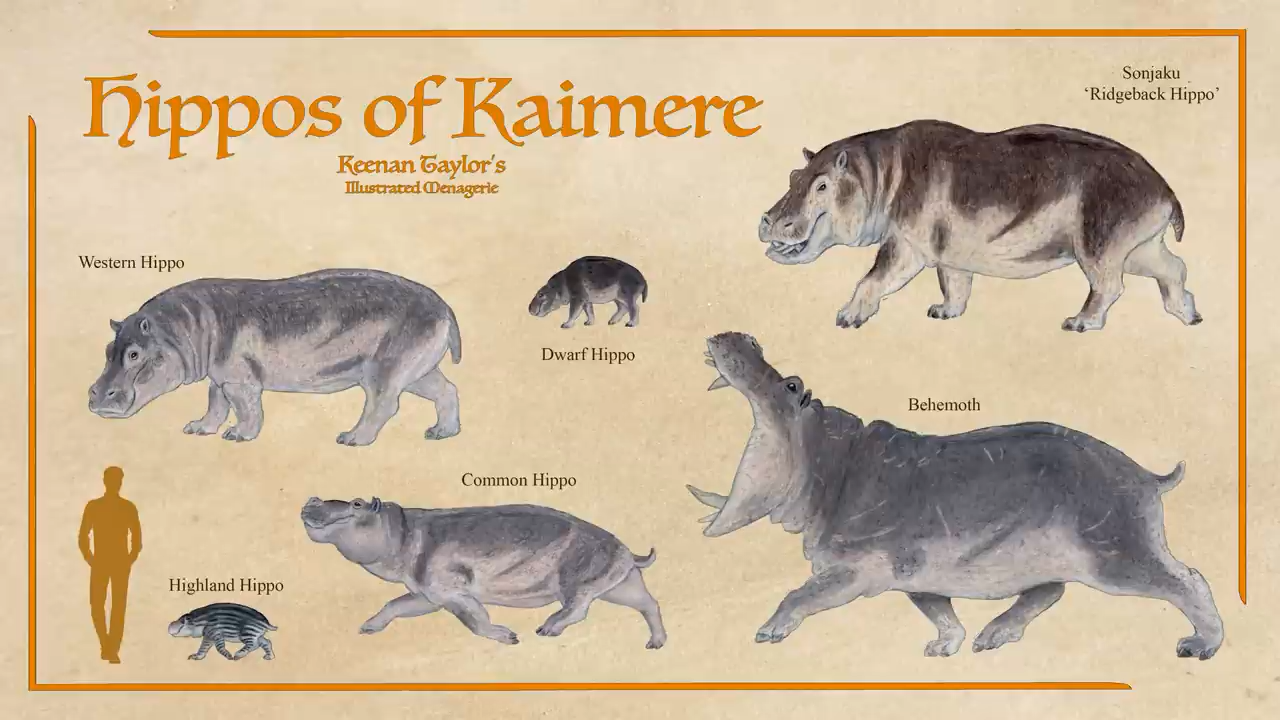 Hippos of Kaimere
Keenan Taylor's
Illustrated Menagerie
Sonjaku
‘Ridgeback Hippo’
Western Hippo
Dwarf Hippo
Behemoth
Common Hippo
Highland Hippo